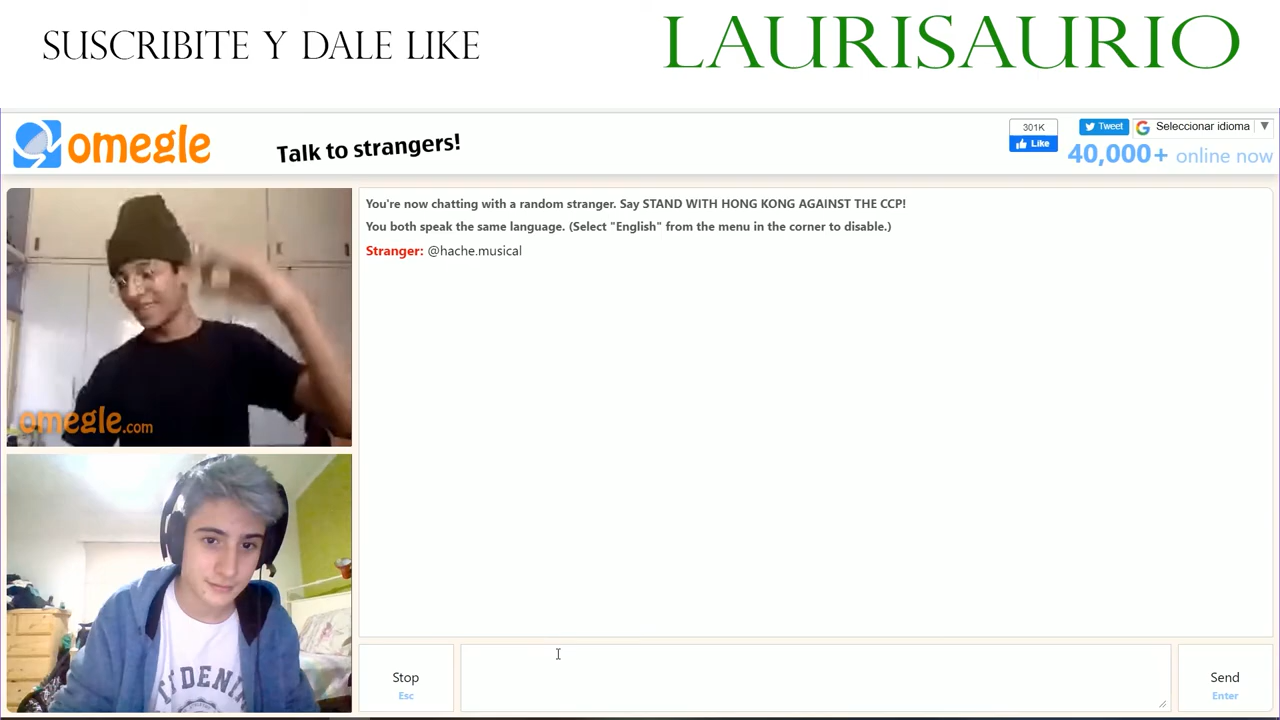 SUSCRIBITE Y DALE LIKE
LAURISAURIO
omegle
Talk to strangers!
301K
Like
Tweet
Seleccionar idioma
40,000+ online now
You're now chatting with a random stranger. Say STAND WITH HONG KONG AGAINST THE CCP!
You both speak the same language. (Select "English" from the menu in the corner to disable.)
Stranger: @hache.musical
omegle.com
DENIM
Stop
Esc
Send
Enter